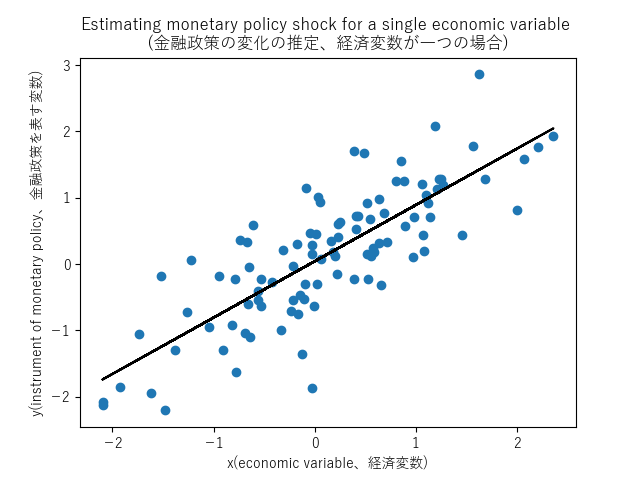 Estimating monetary policy shock for a single economic variable
(金融政策の変化の推定、経済変数が一つの場合)
y(instrument of monetary policy、金融政策を表す変数)
3
2
1
0
−1
−2
−2
−1
0
1
2
x(economic variable、経済変数)